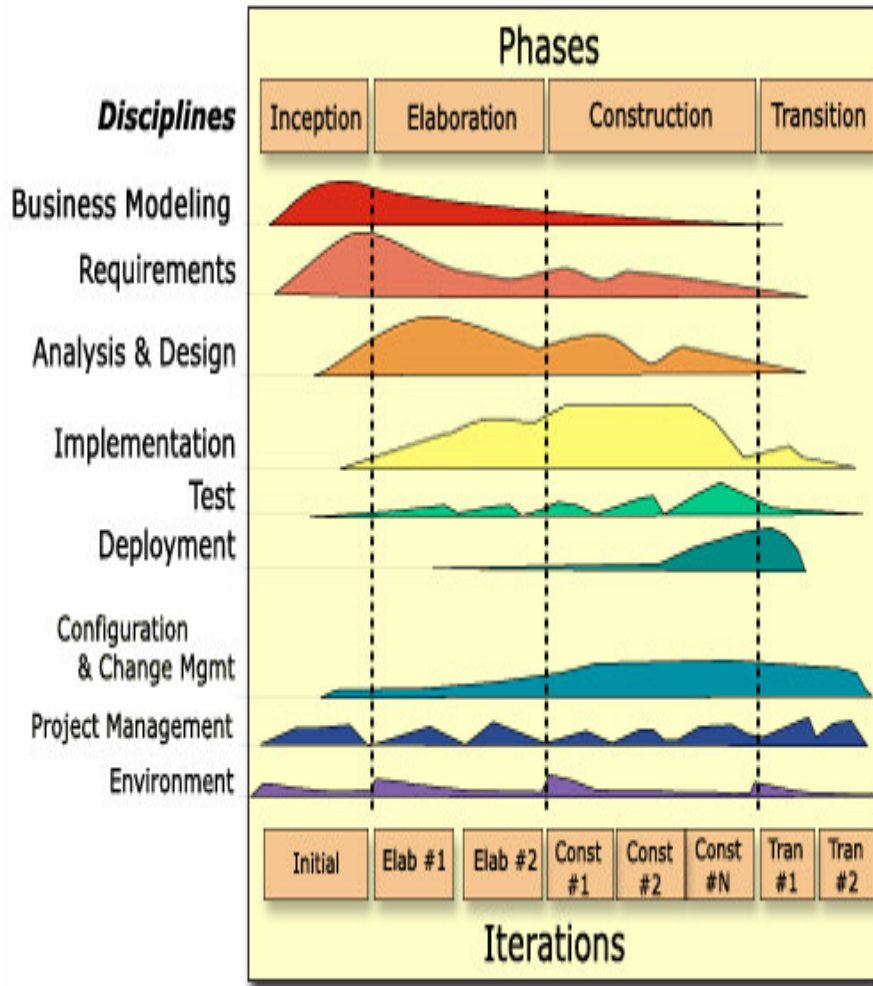 Phases
Disciplines
Inception
Elaboration
Construction
Transition
Business Modeling
Requirements
Analysis & Design
Implementation
Test
Deployment
Configuration
& Change Mgmt
Project Management
Environment
Initial
Elab #1
Elab #2
Const
#1
Const
#2
Const
#N
Tran
#1
Tran
#2
Iterations